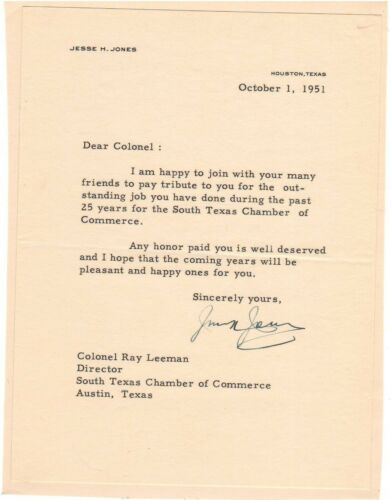 JESSE H. JONES
HOUSTON, TEXAS
October 1, 1951
Dear Colonel :
I am happy to join with your many
friends to pay tribute to you for the out-
standing job you have done during the past
25 years for the South Texas Chamber of
Commerce.
Any honor paid you is well deserved
and I hope that the coming years will be
pleasant and happy ones for you.
Sincerely yours,
Colonel Ray Leeman
Director
South Texas Chamber of Commerce
Austin, Texas